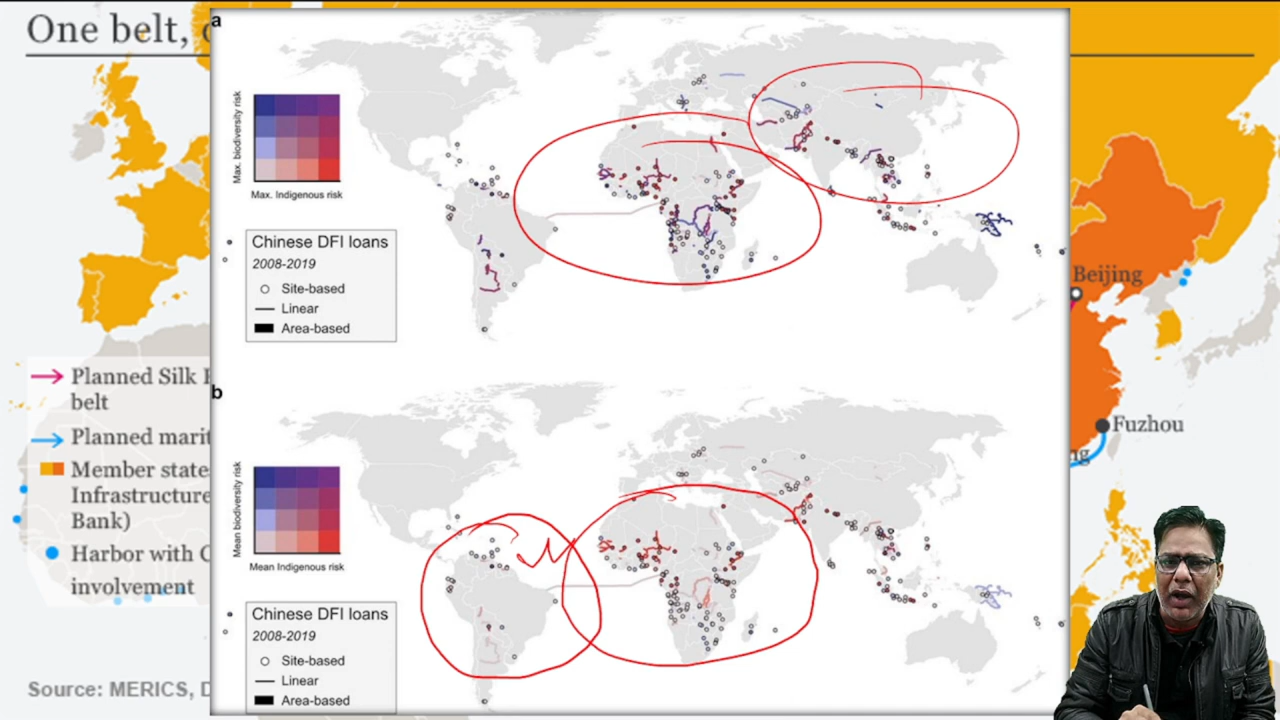 One belt,
a
Max. biodiversity risk
Max. Indigenous risk
Chinese DFI loans
2008-2019
Site-based
Linear
Area-based
b
Mean biodiversity risk
Mean Indigenous risk
Chinese DFI loans
2008-2019
Site-based
Linear
Area-based
Planned Silk
belt
Planned marit
Member state
Infrastructure
Bank)
Harbor with
involvement
Source: MERICS,
Beijing
Fuzhou
ng